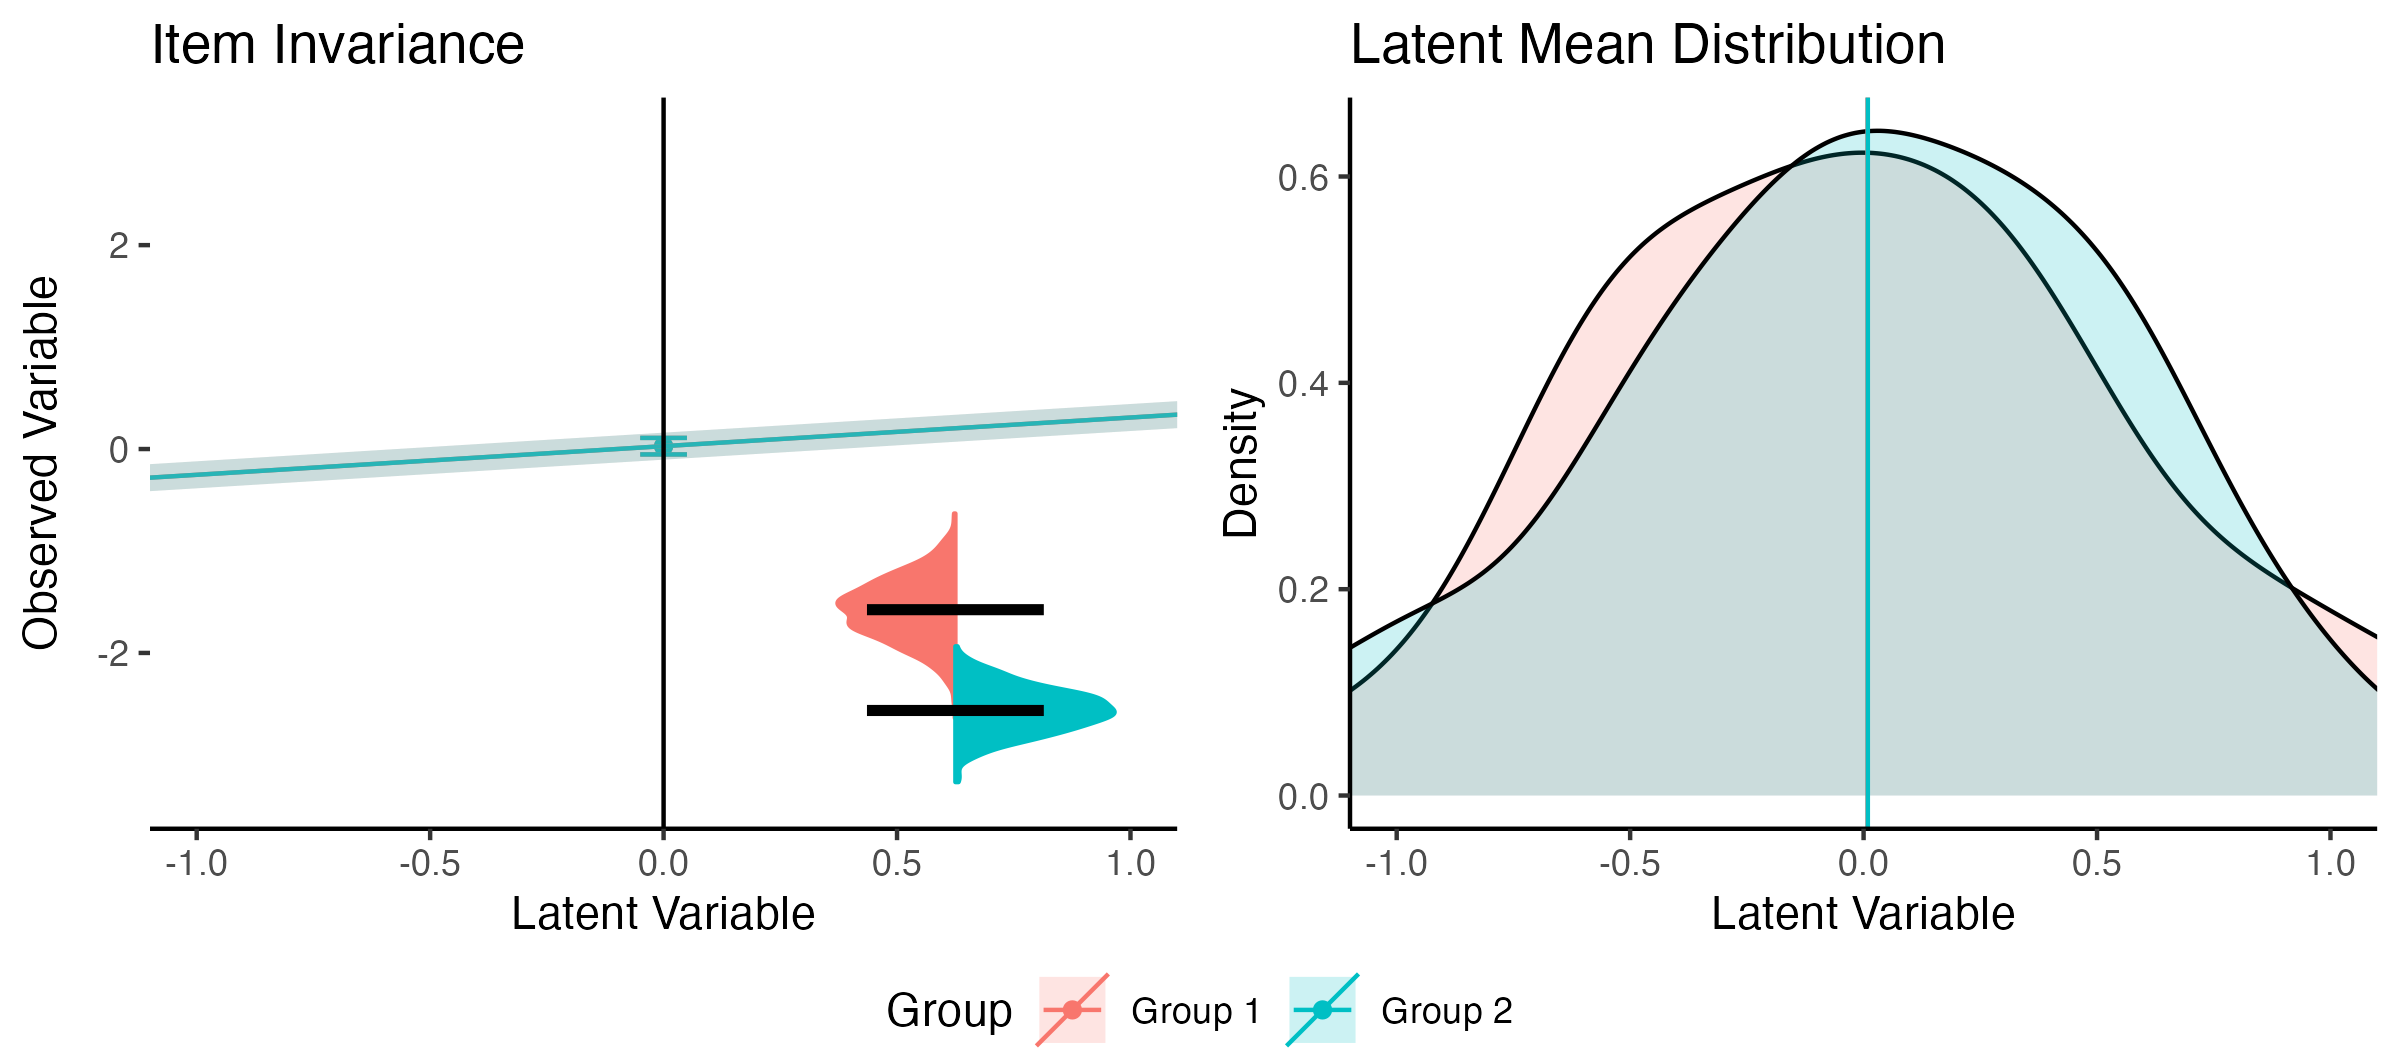 Item Invariance
Observed Variable
2
0
-2
-1.0 -0.5 0.0 0.5 1.0
Latent Variable
Latent Mean Distribution
Density
0.6
0.4
0.2
0.0
-1.0 -0.5 0.0 0.5 1.0
Latent Variable
Group Group 1 Group 2